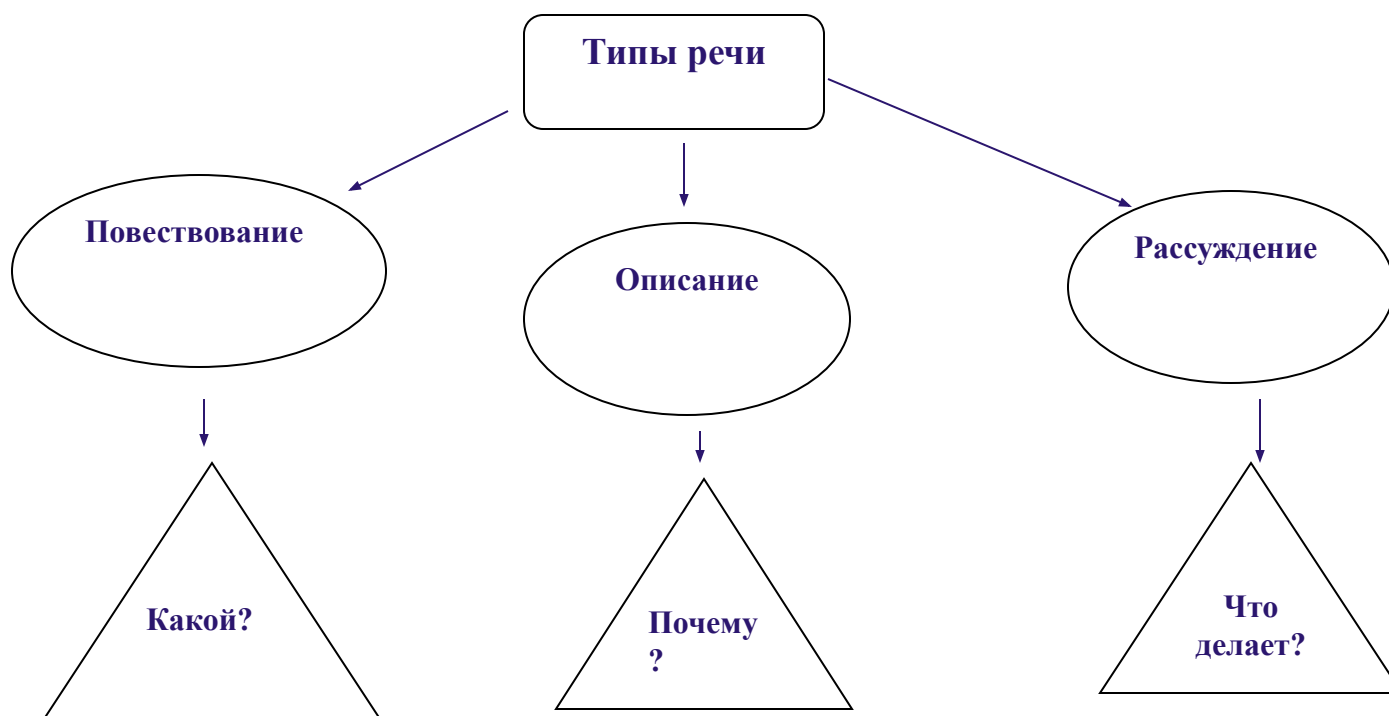 Типы речи
Повествование
Описание
Рассуждение
Какой?
Почему
?
Что
делает?